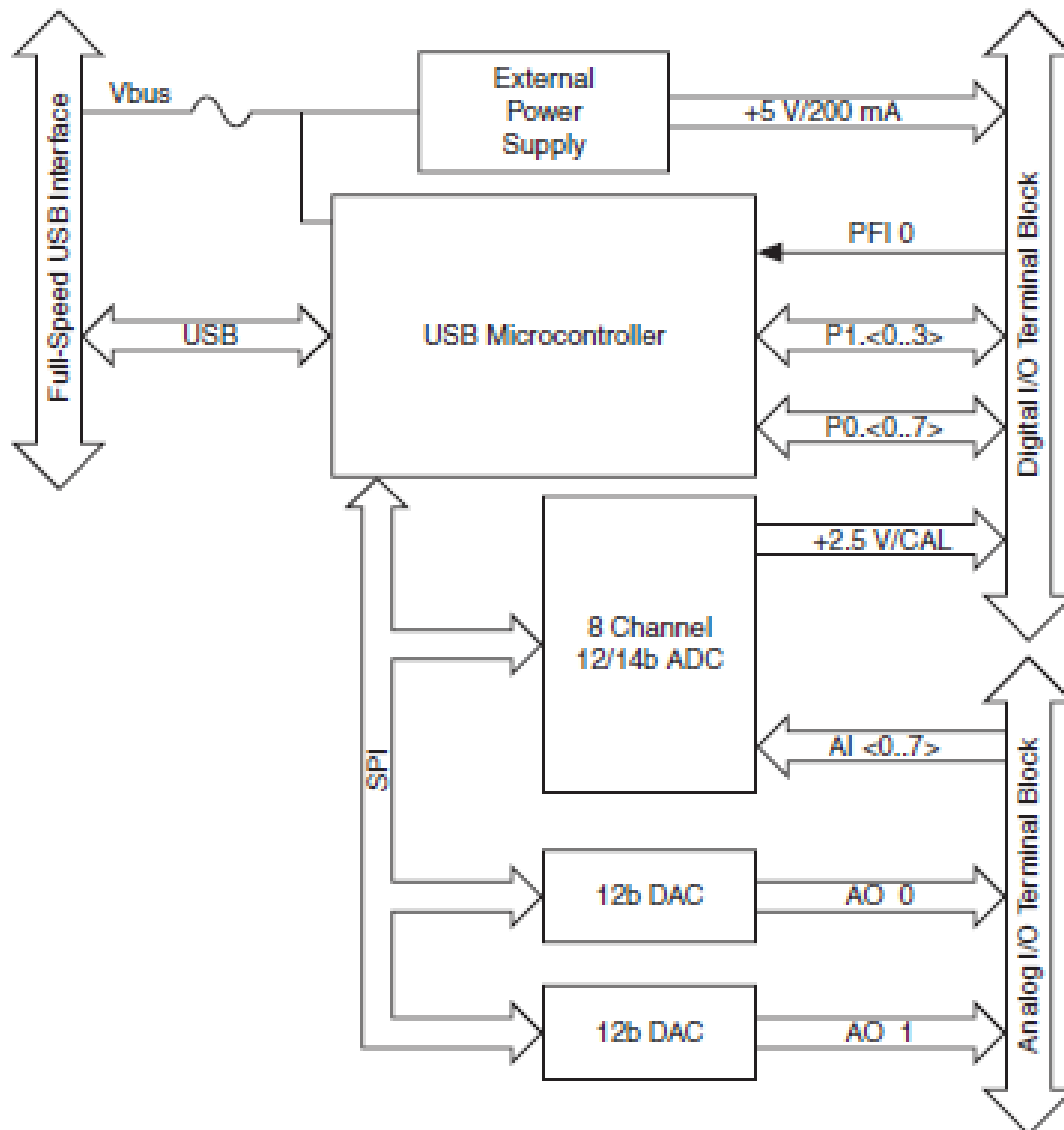 Full-Speed USB Interface
Vbus
External
Power
Supply
+5 V/200 mA
Digital I/O Terminal Block
PFI 0
USB
USB Microcontroller
P1.<0..3>
P0.<0..7>
+2.5 V/CAL
8 Channel
12/14b ADC
AI <0..7>
SPI
Analog I/O Terminal Block
12b DAC
AO 0
12b DAC
AO 1